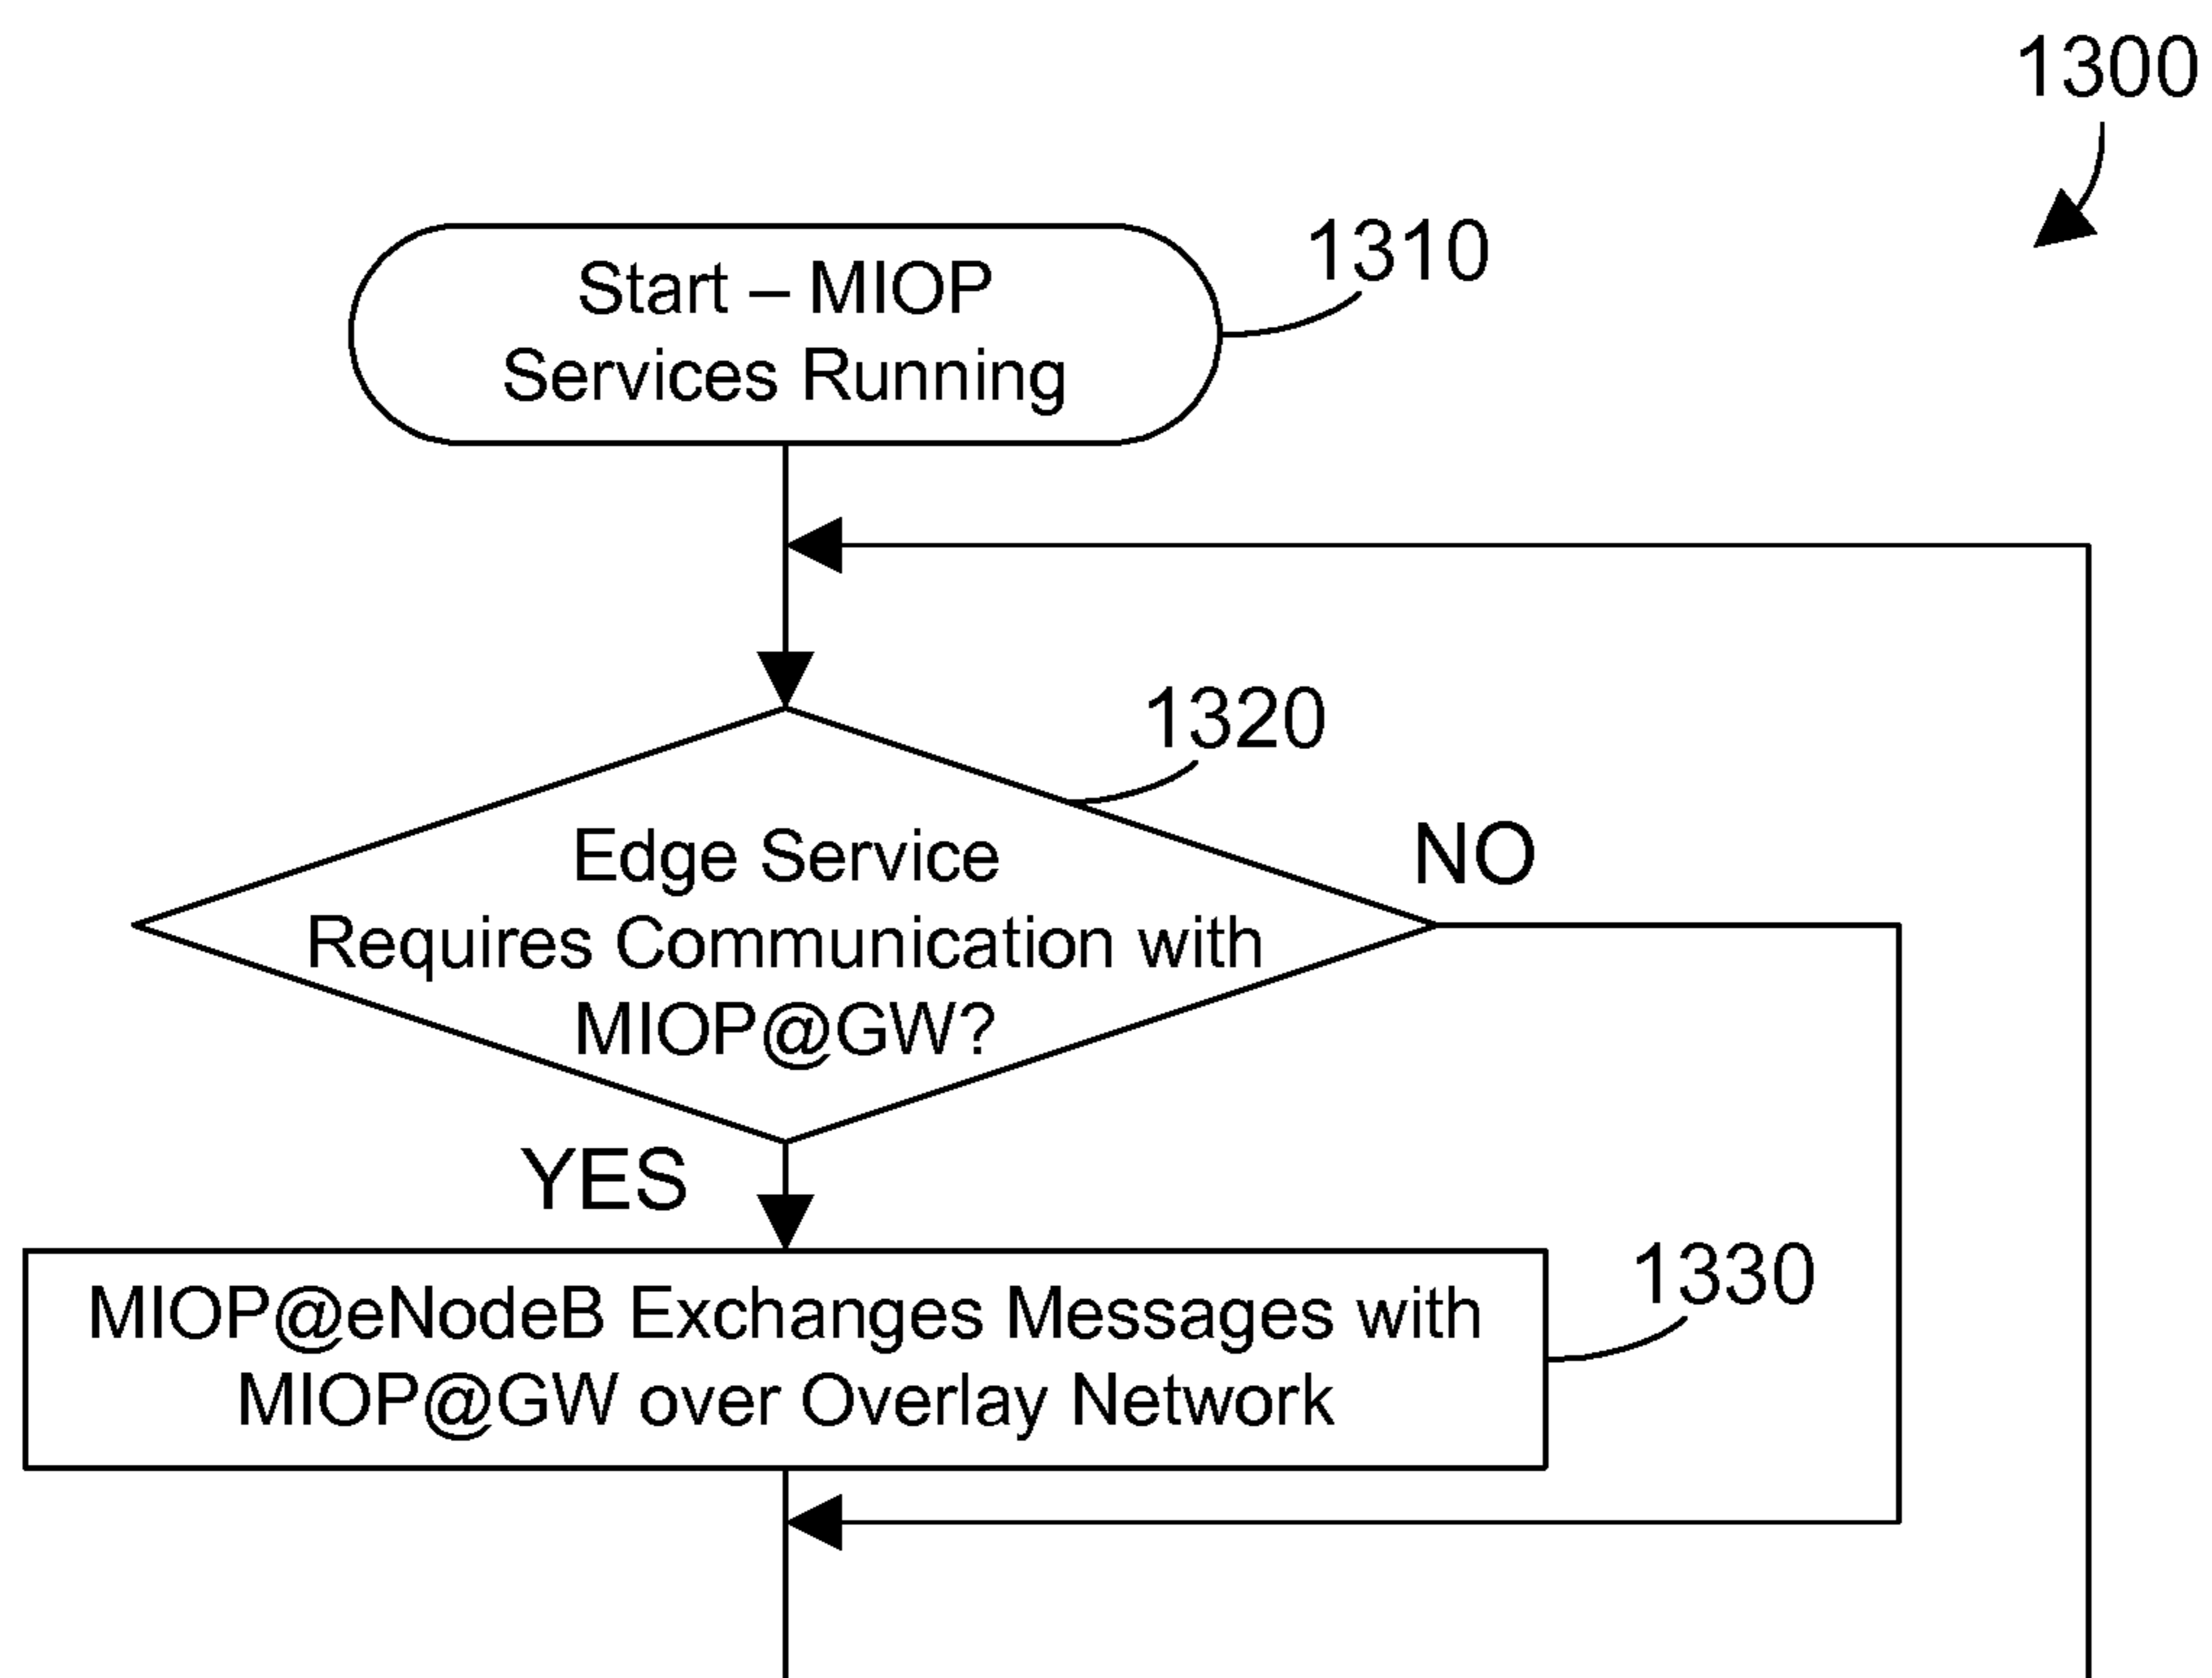 1300
Start – MIOP
Services Running
1310
1320
Edge Service
Requires Communication with
MIOP@GW?
NO
YES
MIOP@eNodeB Exchanges Messages with
MIOP@GW over Overlay Network
1330